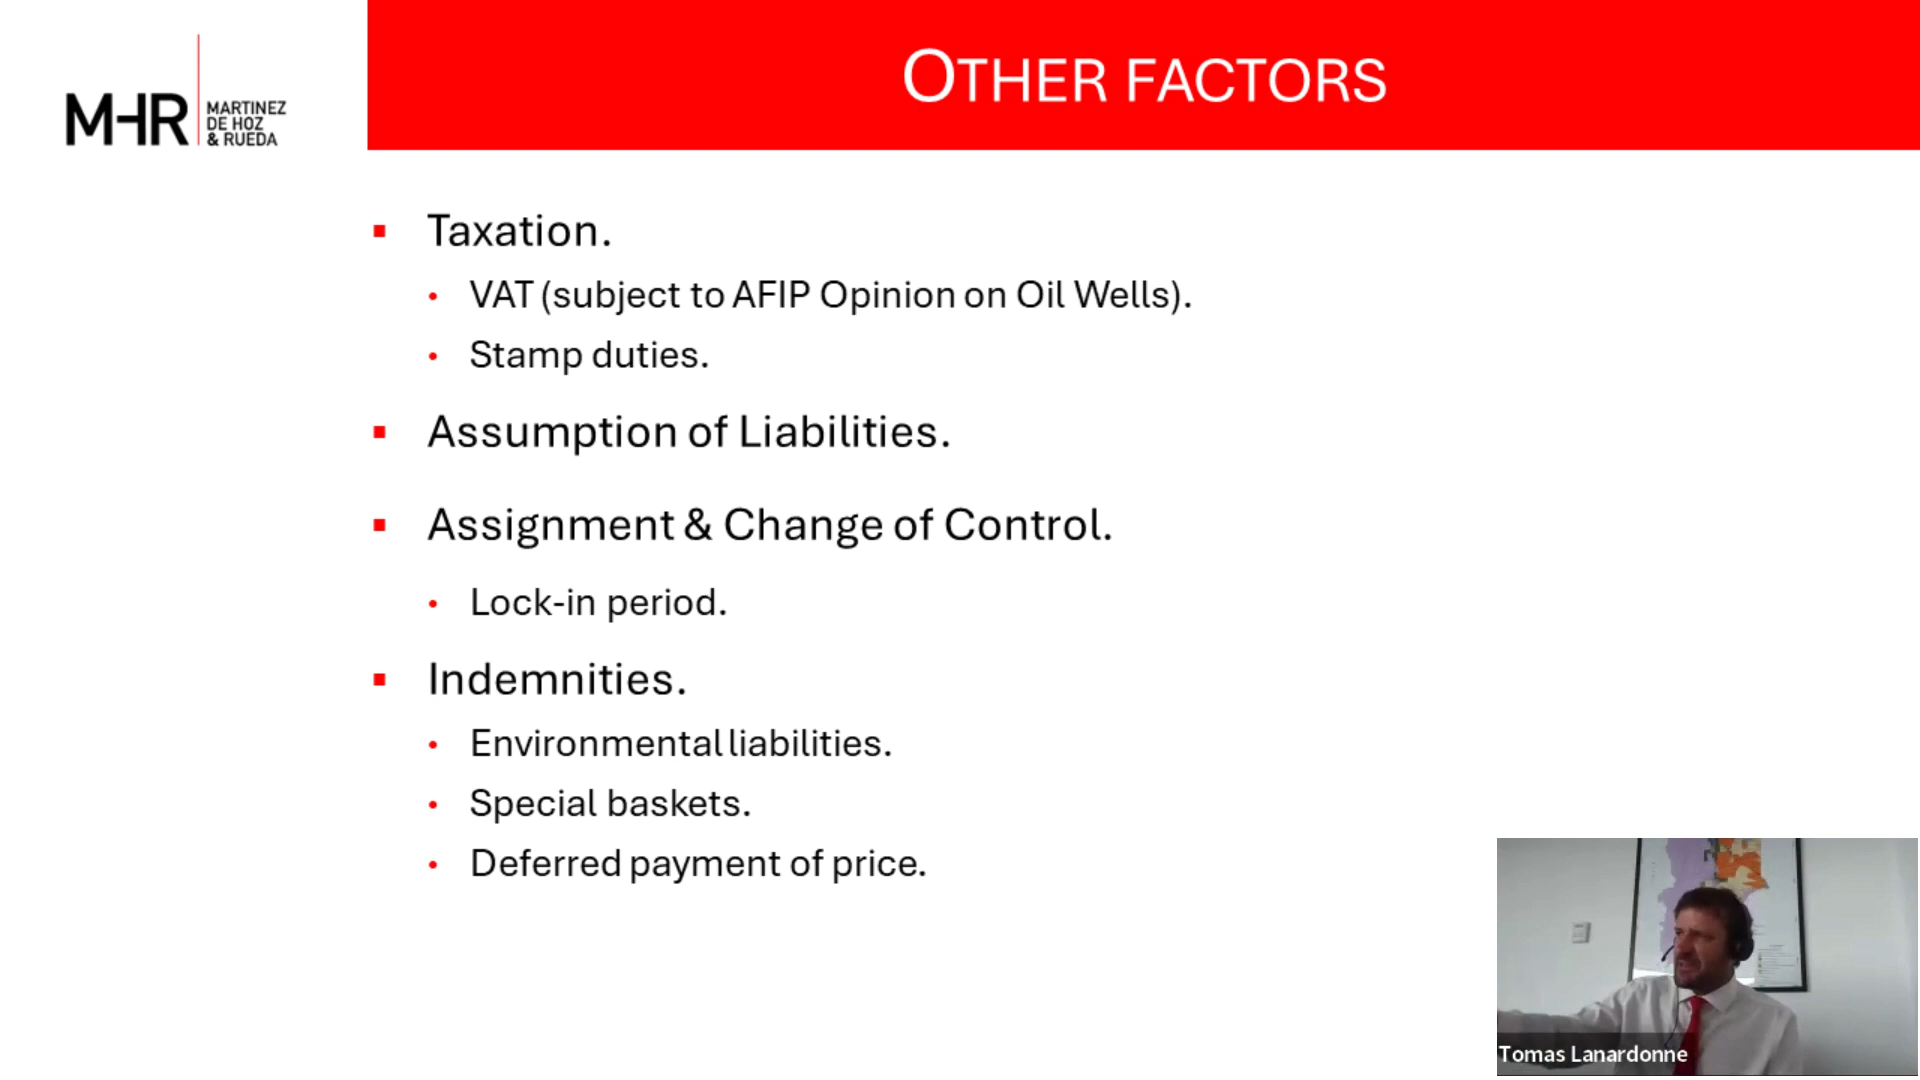 MHR
MARTINEZ
DE HOZ
& RUEDA
OTHER FACTORS
Taxation.
VAT (subject to AFIP Opinion on Oil Wells).
Stamp duties.
Assumption of Liabilities.
Assignment & Change of Control.
Lock-in period.
Indemnities.
Environmental liabilities.
Special baskets.
Deferred payment of price.
Tomas Lanardonne